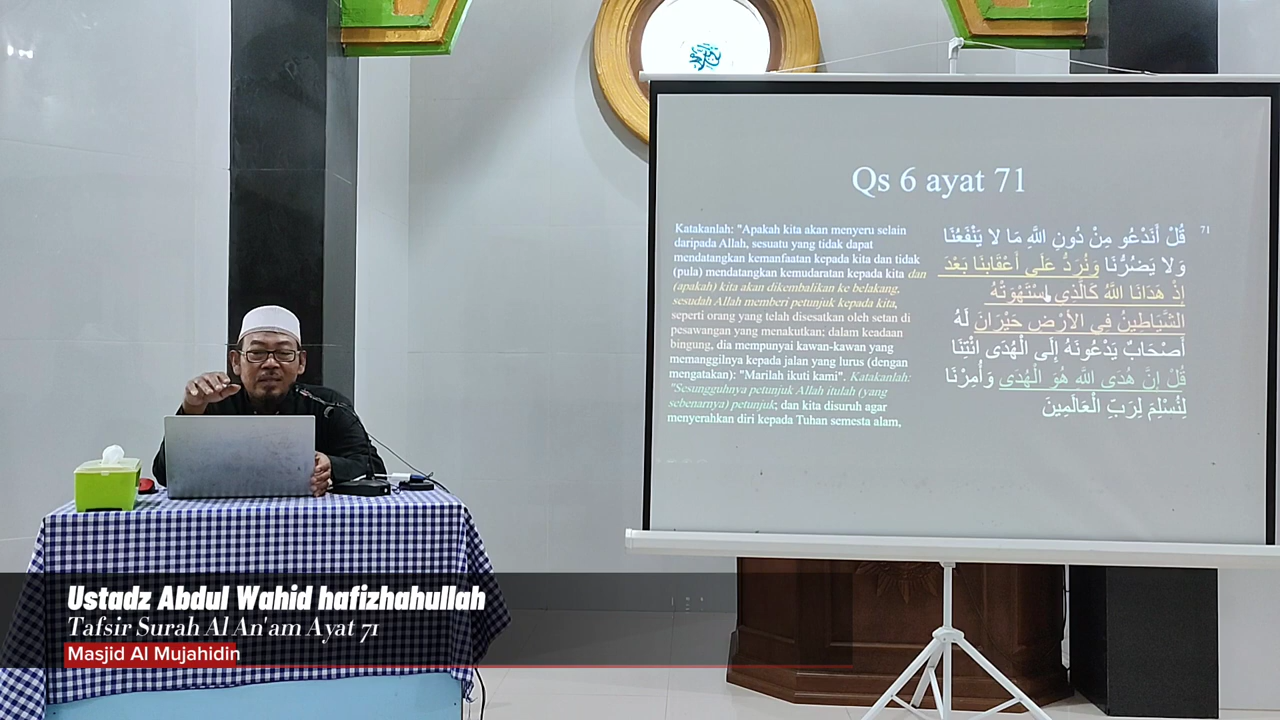 Qs 6 ayat 71
Katakanlah: "Apakah kita akan menyeru selain
daripada Allah, sesuatu yang tidak dapat
mendatangkan kemanfaatan kepada kita dan tidak
(pula) mendatangkan kemudaratan kepada kita dan
(apakah) kita akan dikembalikan ke belakang,
sesudah Allah memberi petunjuk kepada kita,
seperti orang yang telah disesatkan oleh setan di
pesawangan yang menakutkan; dalam keadaan
bingung, dia mempunyai kawan-kawan yang
memanggilnya kepada jalan yang lurus (dengan
mengatakan): "Marilah ikuti kami". Katakanlah:
"Sesungguhnya petunjuk Allah itulah (yang
sebenarnya) petunjuk; dan kita disuruh agar
menyerahkan diri kepada Tuhan semesta alam,
71
قُلْ أَنَدْعُو مِنْ دُونِ اللَّهِ مَا لا يَنْفَعُنَا
وَلا يَضُرُّنَا وَنُرَدُّ عَلَى أَعْقَابِنَا بَعْدَ
إِذْ هَدَانَا اللَّهُ كَالَّذِي اسْتَهْوَتْهُ
الشَّيَاطِينُ فِي الأرْضِ حَيْرَانَ لَهُ
أَصْحَابٌ يَدْعُونَهُ إِلَى الْهُدَى ائْتِنَا
قُلْ إِنَّ هُدَى اللَّهِ هُوَ الْهُدَى وَأُمِرْنَا
لِنُسْلِمَ لِرَبِّ الْعَالَمِينَ
Ustadz Abdul Wahid hafizhahullah
Tafsir Surah Al An'am Ayat 71
Masjid Al Mujahidin